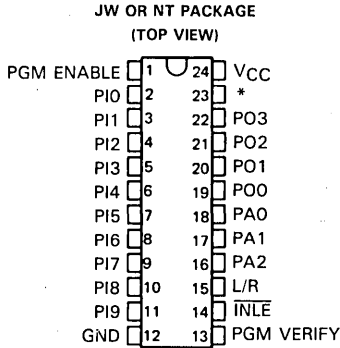 JW OR NT PACKAGE
(TOP VIEW)
PGM ENABLE 1 24 VCC
PI0 2 23 *
PI1 3 22 PO3
PI2 4 21 PO2
PI3 5 20 PO1
PI4 6 19 PO0
PI5 7 18 PA0
PI6 8 17 PA1
PI7 9 16 PA2
PI8 10 15 L/R
PI9 11 14 INLE
GND 12 13 PGM VERIFY